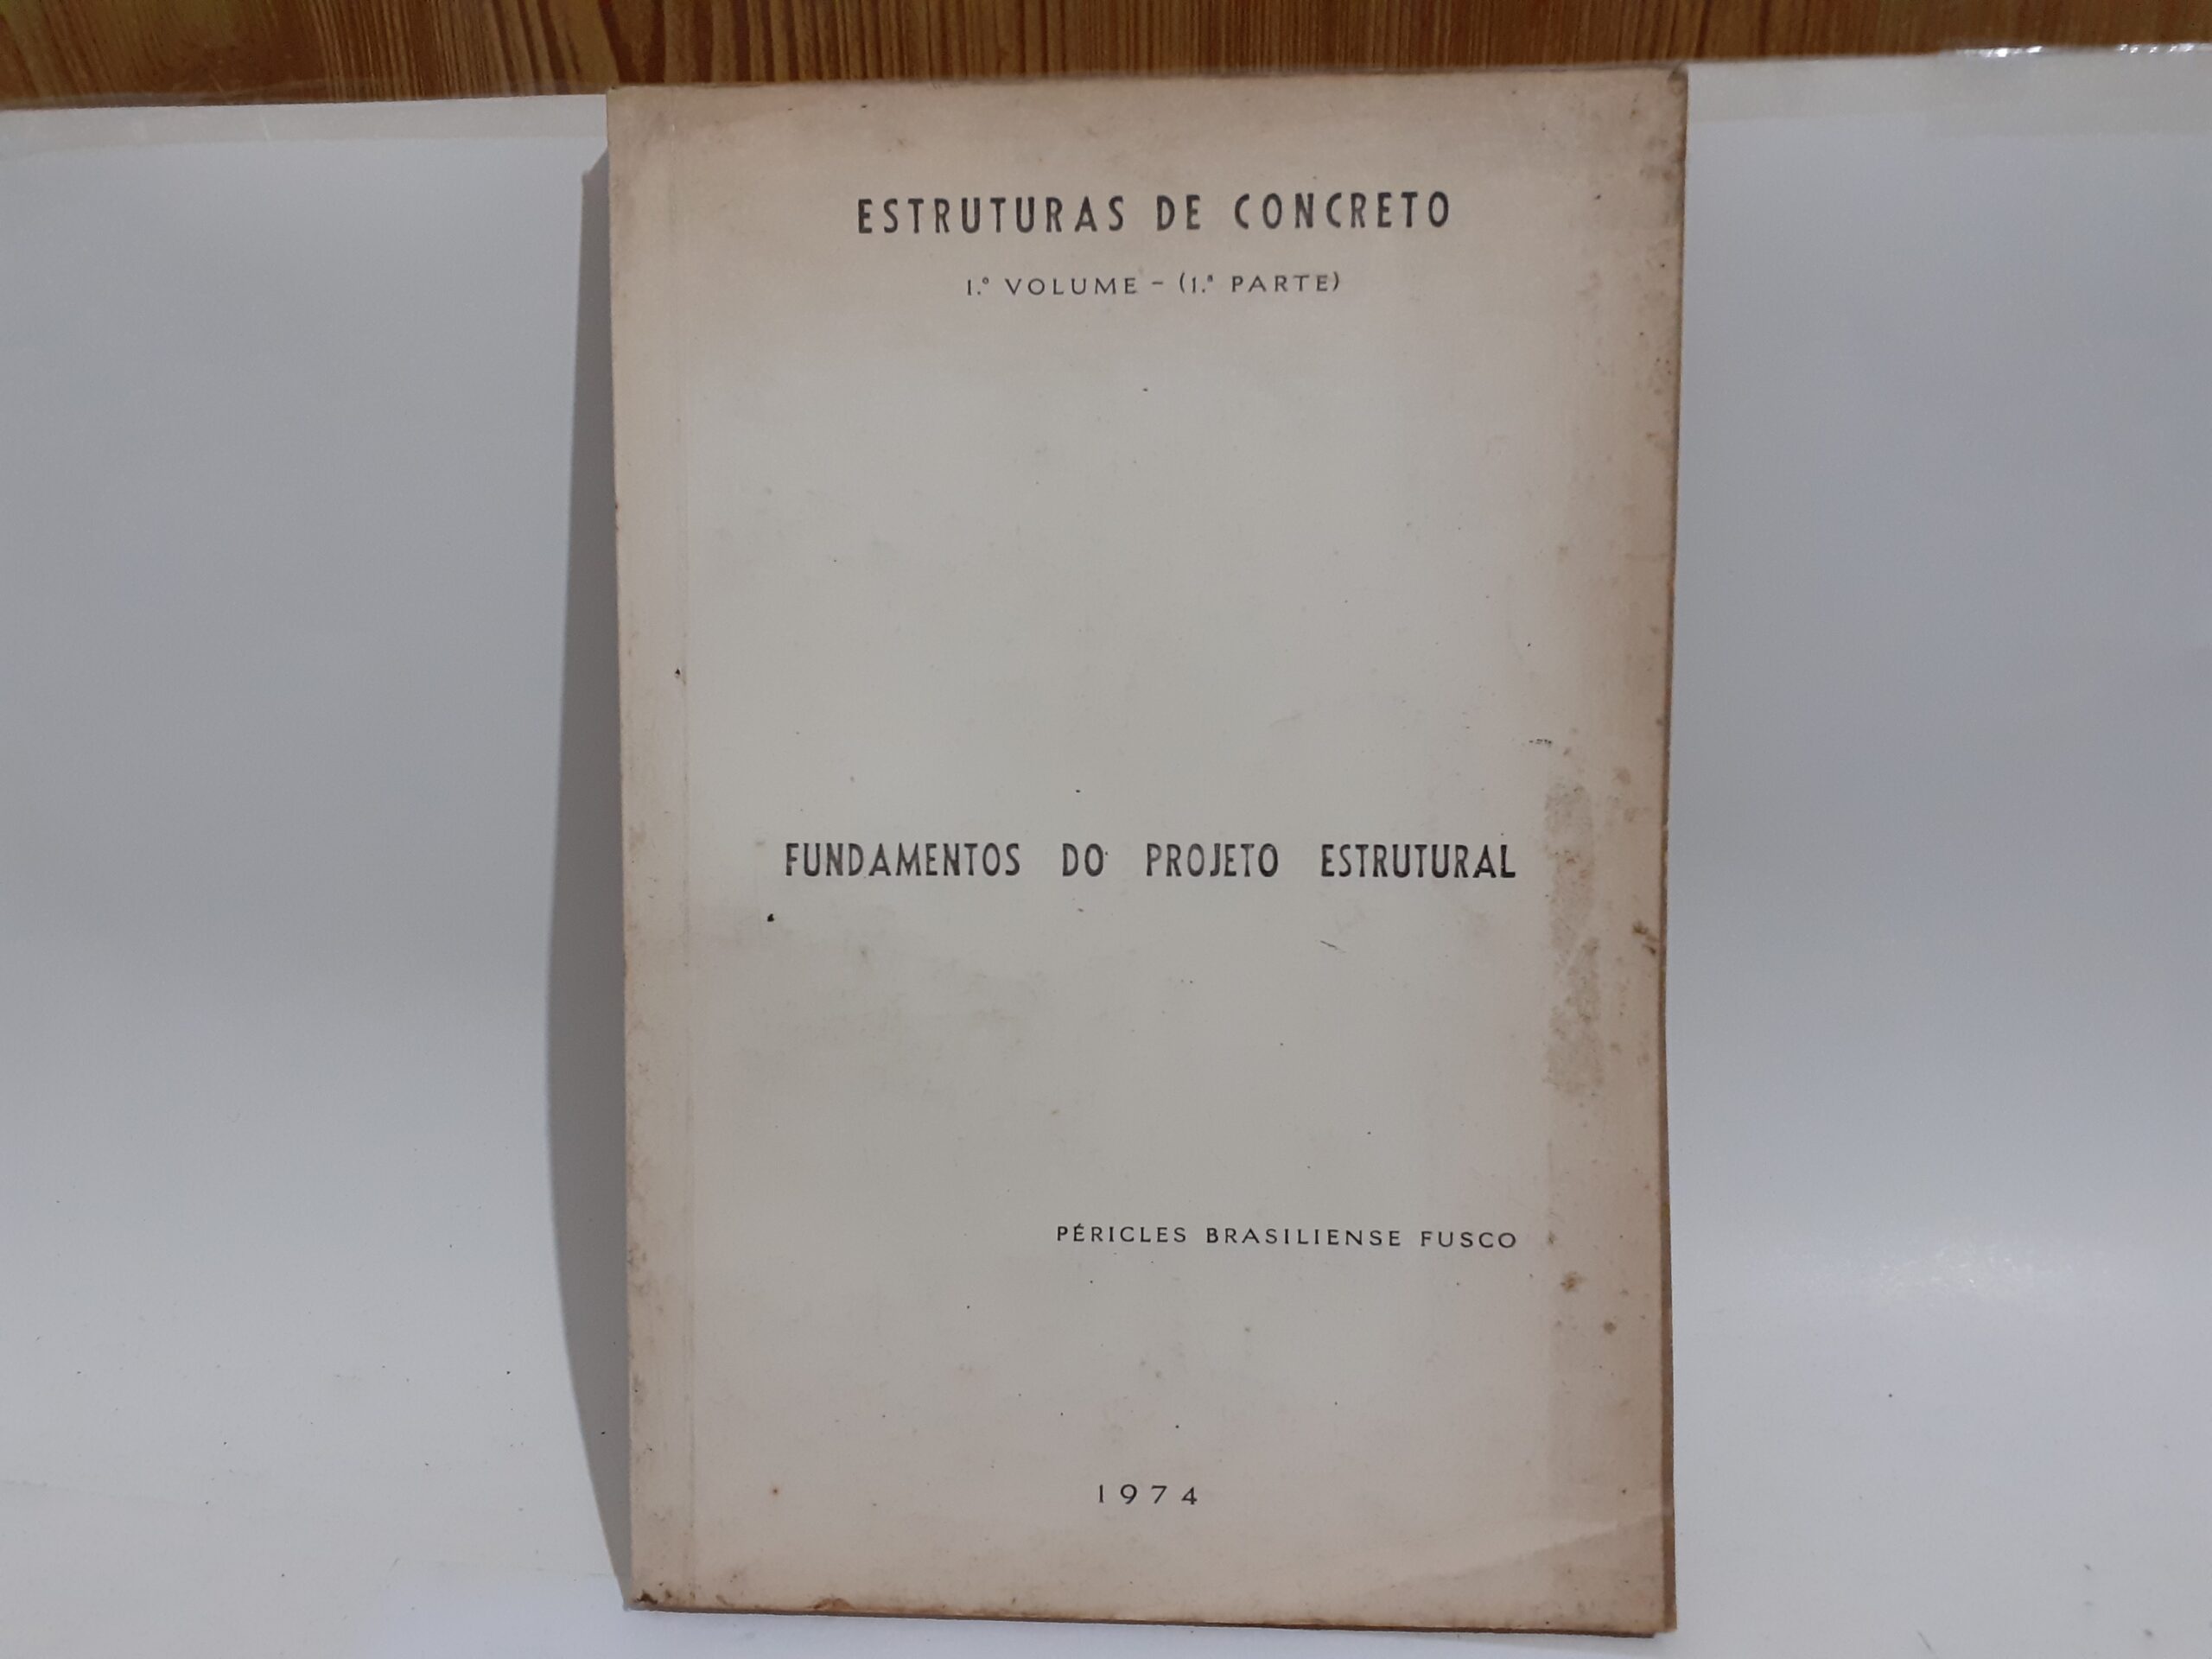 ESTRUTURAS DE CONCRETO
1.º VOLUME - (1.ª PARTE)
FUNDAMENTOS DO PROJETO ESTRUTURAL
PÉRICLES BRASILIENSE FUSCO
1974